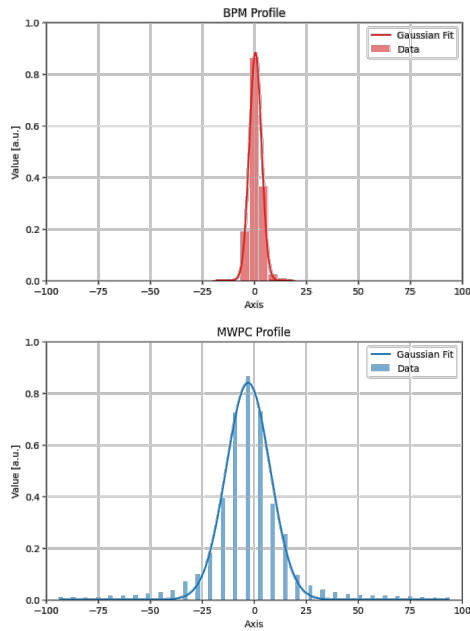 BPM Profile
1.0
0.8
0.6
0.4
0.2
0.0
Value [a.u.]
Gaussian Fit
Data
−100 −75 −50 −25 0 25 50 75 100
Axis
MWPC Profile
1.0
0.8
0.6
0.4
0.2
0.0
Value [a.u.]
Gaussian Fit
Data
−100 −75 −50 −25 0 25 50 75 100
Axis